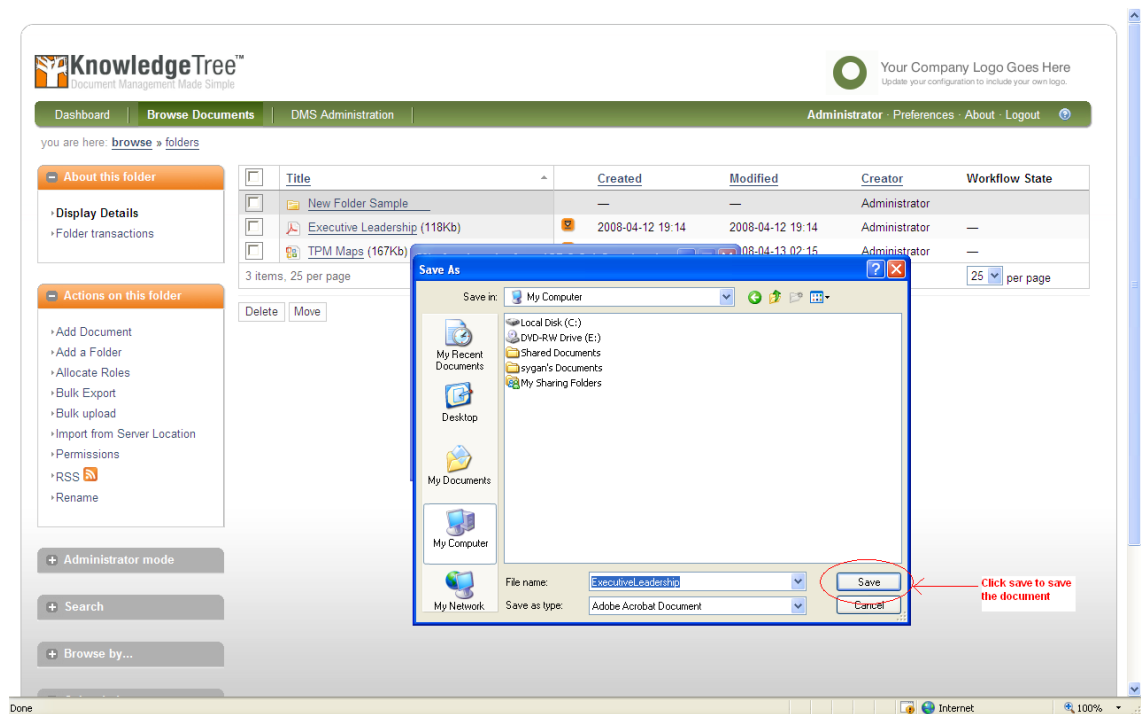 KnowledgeTree™
Document Management Made Simple
Your Company Logo Goes Here
Update your configuration to include your own logo.
Dashboard Browse Documents DMS Administration Administrator · Preferences · About · Logout ?
you are here: browse » folders
About this folder
Display Details
Folder transactions
Title Created Modified Creator Workflow State
New Folder Sample — — Administrator
Executive Leadership (118Kb) 2008-04-12 19:14 2008-04-12 19:14 Administrator —
TPM Maps (167Kb) 08-04-13 02:15 Administrator —
3 items, 25 per page 25 per page
Delete Move
Actions on this folder
Add Document
Add a Folder
Allocate Roles
Bulk Export
Bulk upload
Import from Server Location
Permissions
RSS
Rename
Administrator mode
Search
Browse by...
Save As
Save in: My Computer
My Recent Documents
Desktop
My Documents
My Computer
My Network
Local Disk (C:)
DVD-RW Drive (E:)
Shared Documents
sygan's Documents
My Sharing Folders
File name: ExecutiveLeadership Save
Save as type: Adobe Acrobat Document Cancel
Click save to save
the document
Done Internet 100%